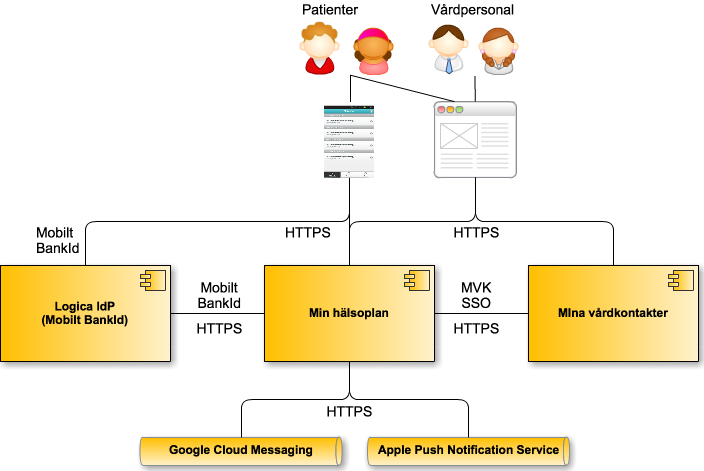 Patienter
Vårdpersonal
Mobilt
BankId
HTTPS
HTTPS
Logica IdP
(Mobilt BankId)
Mobilt
BankId
HTTPS
Min hälsoplan
MVK
SSO
HTTPS
MIna vårdkontakter
HTTPS
Google Cloud Messaging
Apple Push Notification Service